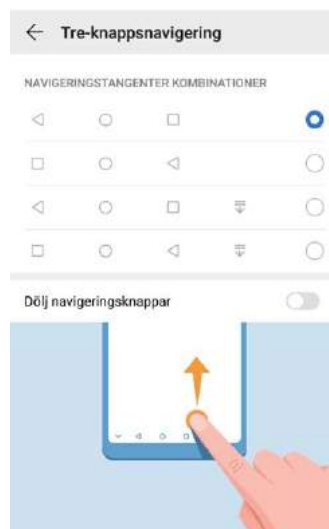 Tre-knappsnavigering
NAVIGERINGSTANGENTER KOMBINATIONER
Dölj navigeringsknappar